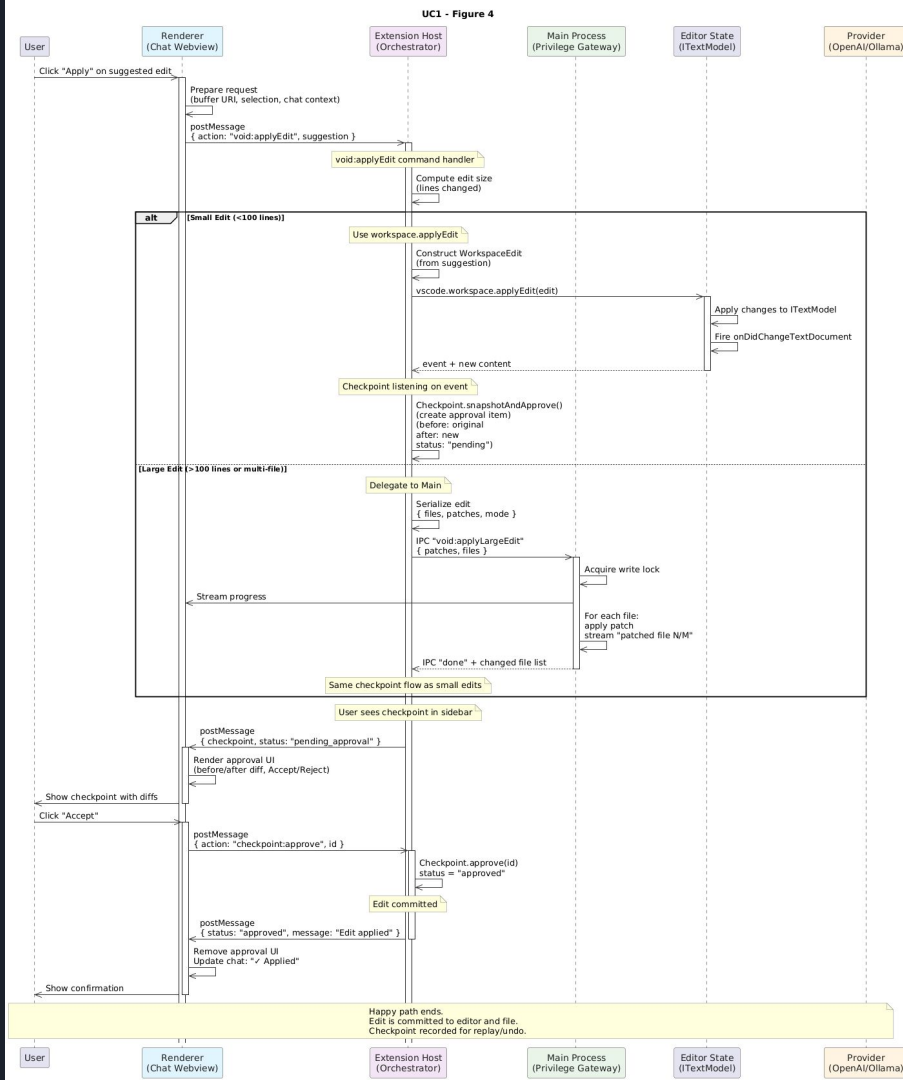 UC1 - Figure 4
User
Renderer
(Chat Webview)
Extension Host
(Orchestrator)
Main Process
(Privilege Gateway)
Editor State
(ITextModel)
Provider
(OpenAI/Ollama)
Click "Apply" on suggested edit
Prepare request
(buffer URI, selection, chat context)
postMessage
{ action: "void:applyEdit", suggestion }
void:applyEdit command handler
Compute edit size
(lines changed)
alt
[Small Edit (<100 lines)]
Use workspace.applyEdit
Construct WorkspaceEdit
(from suggestion)
vscode.workspace.applyEdit(edit)
Apply changes to ITextModel
Fire onDidChangeTextDocument
event + new content
Checkpoint listening on event
Checkpoint.snapshotAndApprove()
(create approval item)
(before: original
after: new
status: "pending")
[Large Edit (>100 lines or multi-file)]
Delegate to Main
Serialize edit
{ files, patches, mode }
IPC "void:applyLargeEdit"
{ patches, files }
Acquire write lock
Stream progress
For each file:
apply patch
stream "patched file N/M"
IPC "done" + changed file list
Same checkpoint flow as small edits
User sees checkpoint in sidebar
postMessage
{ checkpoint, status: "pending_approval" }
Render approval UI
(before/after diff, Accept/Reject)
Show checkpoint with diffs
Click "Accept"
postMessage
{ action: "checkpoint:approve", id }
Checkpoint.approve(id)
status = "approved"
Edit committed
postMessage
{ status: "approved", message: "Edit applied" }
Remove approval UI
Update chat: "✓ Applied"
Show confirmation
Happy path ends.
Edit is committed to editor and file.
Checkpoint recorded for replay/undo.
User
Renderer
(Chat Webview)
Extension Host
(Orchestrator)
Main Process
(Privilege Gateway)
Editor State
(ITextModel)
Provider
(OpenAI/Ollama)